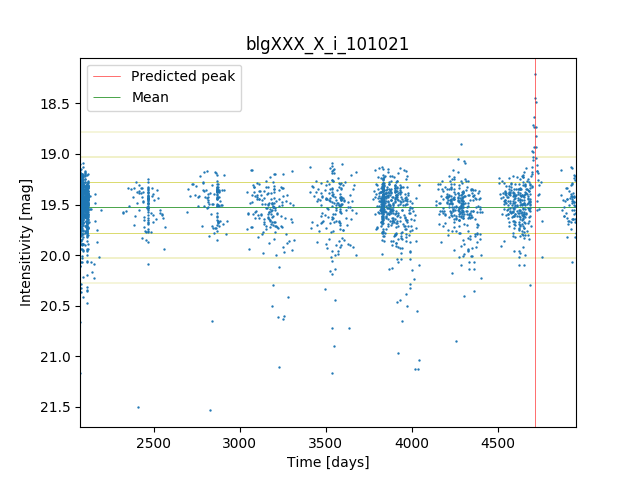 blgXXX_X_i_101021
Predicted peak
Mean
Intensitivity [mag]
18.5
19.0
19.5
20.0
20.5
21.0
21.5
2500
3000
3500
4000
4500
Time [days]